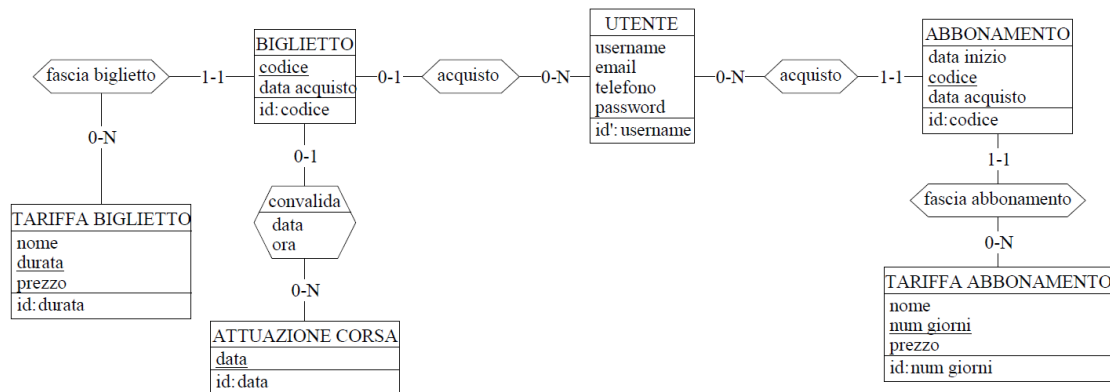 UTENTE
username
email
telefono
password
id': username
BIGLIETTO
codice
data acquisto
id: codice
ABBONAMENTO
data inizio
codice
data acquisto
id: codice
fascia biglietto
1-1
0-1
acquisto
0-N
0-N
acquisto
1-1
0-N
0-1
1-1
convalida
data
ora
fascia abbonamento
TARIFFA BIGLIETTO
nome
durata
prezzo
id: durata
0-N
0-N
ATTUAZIONE CORSA
data
id: data
TARIFFA ABBONAMENTO
nome
num giorni
prezzo
id: num giorni